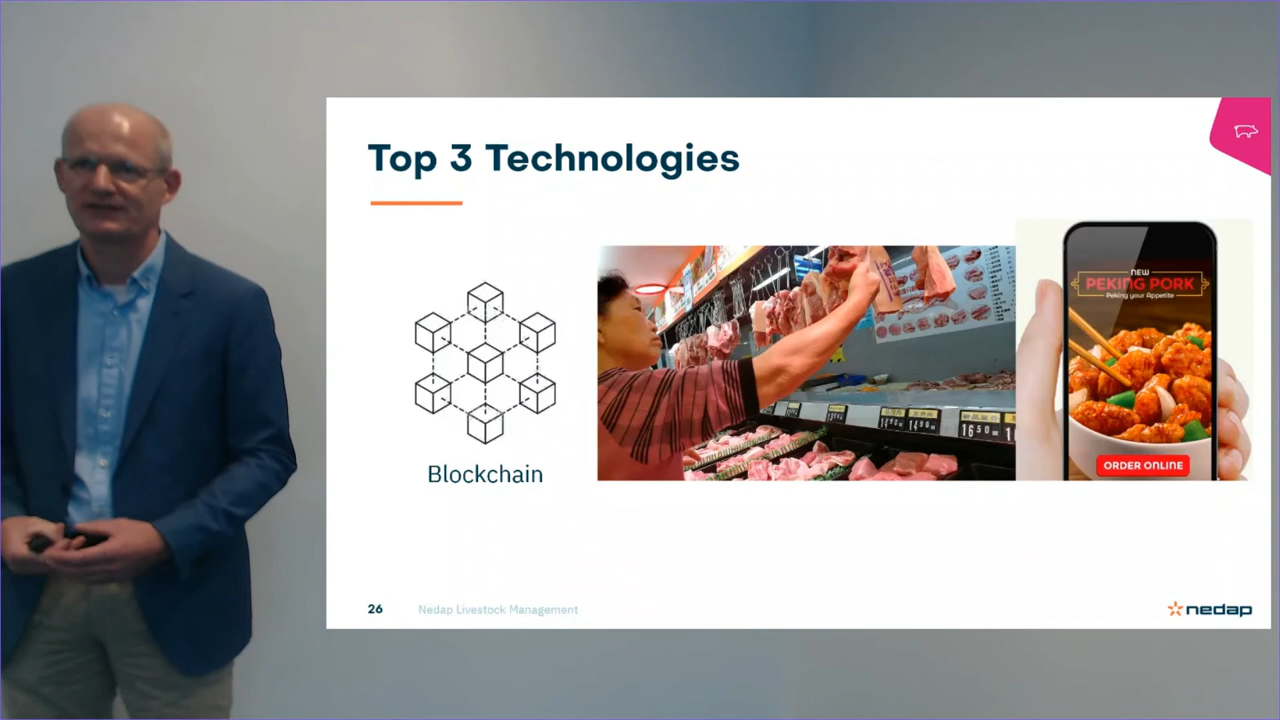 Top 3 Technologies
NEW
PEKING PORK
Peking your Appetite
ORDER ONLINE
Blockchain
26
Nedap Livestock Management
nedap